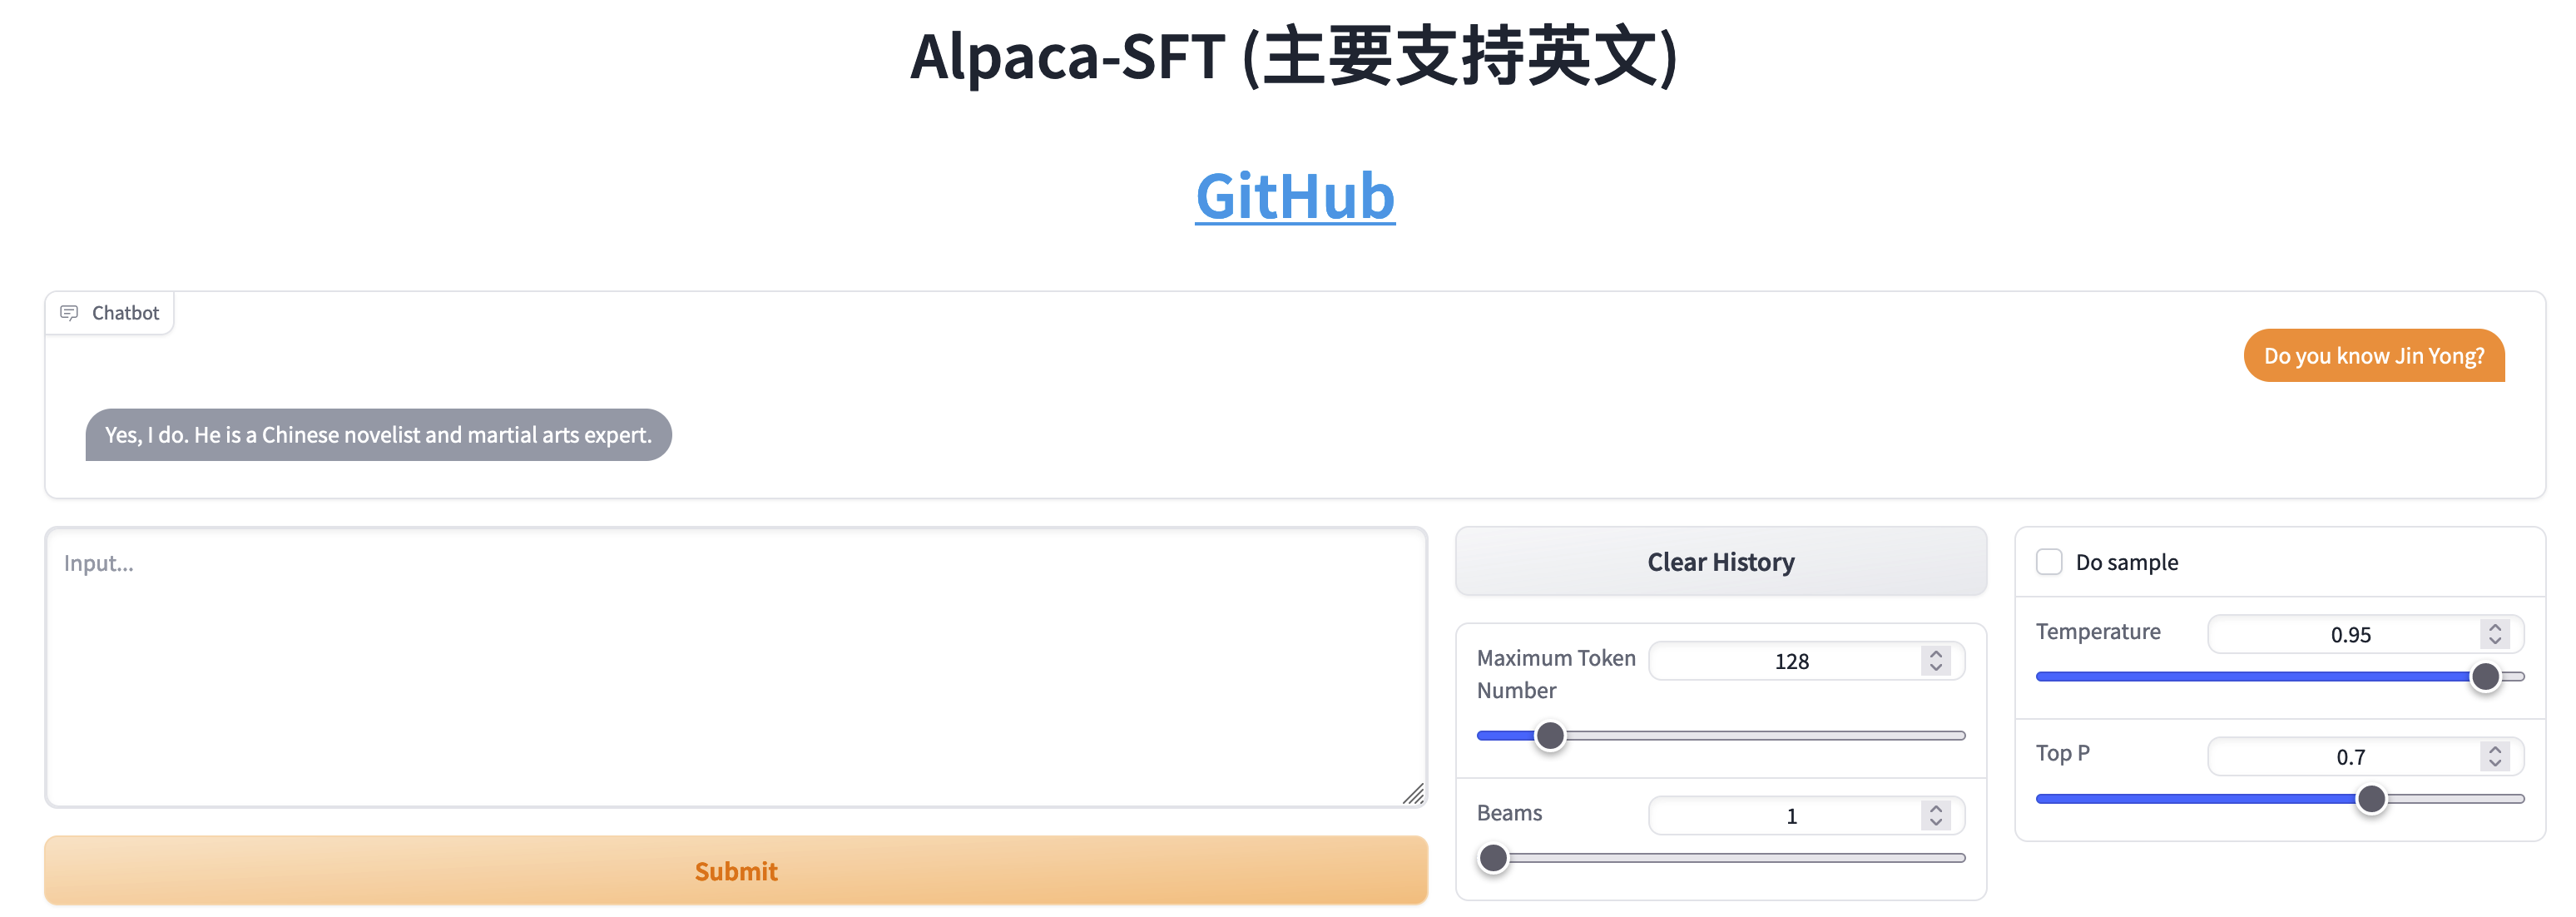 Alpaca-SFT (主要支持英文)
GitHub
Chatbot
Do you know Jin Yong?
Yes, I do. He is a Chinese novelist and martial arts expert.
Input...
Submit
Clear History
Maximum Token
Number
128
Beams
1
Do sample
Temperature
0.95
Top P
0.7